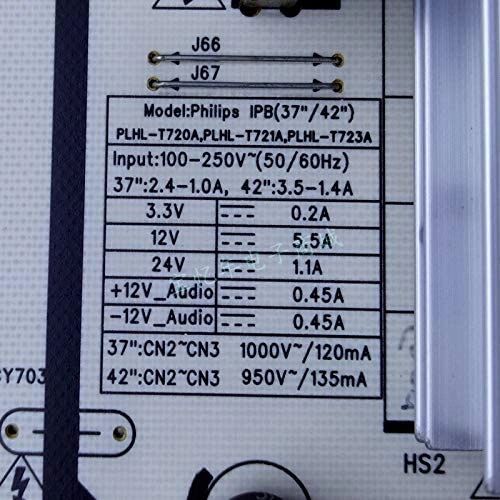 J66
J67
Model:Philips IPB(37"/42")
PLHL-T720A,PLHL-T721A,PLHL-T723A
Input:100-250V~(50/60Hz)
37":2.4-1.0A, 42":3.5-1.4A
3.3V 0.2A
12V 5.5A
24V 1.1A
+12V_Audio 0.45A
-12V_Audio 0.45A
37":CN2~CN3 1000V~/120mA
42":CN2~CN3 950V~/135mA
CY703
HS2